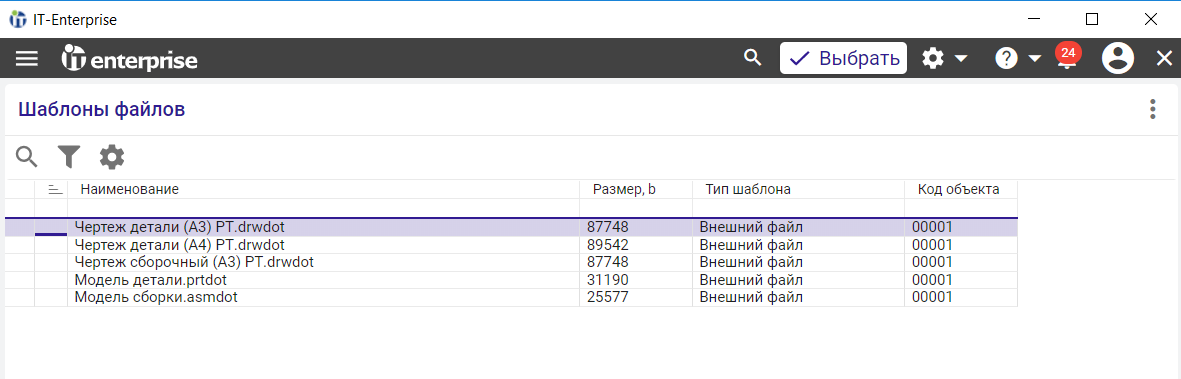 IT-Enterprise
IT enterprise Выбрать 24
Шаблоны файлов
Наименование Размер, b Тип шаблона Код объекта
Чертеж детали (А3) PT.drwdot 87748 Внешний файл 00001
Чертеж детали (А4) PT.drwdot 89542 Внешний файл 00001
Чертеж сборочный (А3) PT.drwdot 87748 Внешний файл 00001
Модель детали.prtdot 31190 Внешний файл 00001
Модель сборки.asmdot 25577 Внешний файл 00001